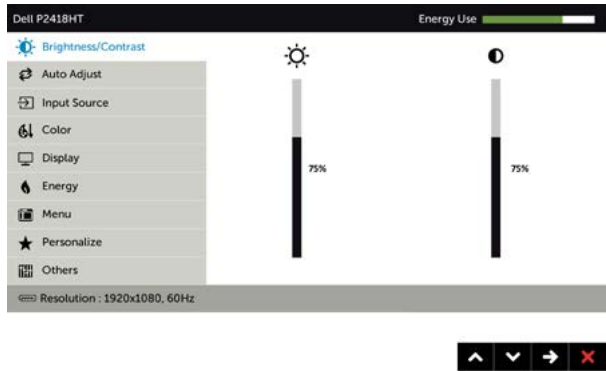 Dell P2418HT
Energy Use
Brightness/Contrast
Auto Adjust
Input Source
Color
Display
Energy
Menu
Personalize
Others
75%
75%
Resolution : 1920x1080, 60Hz